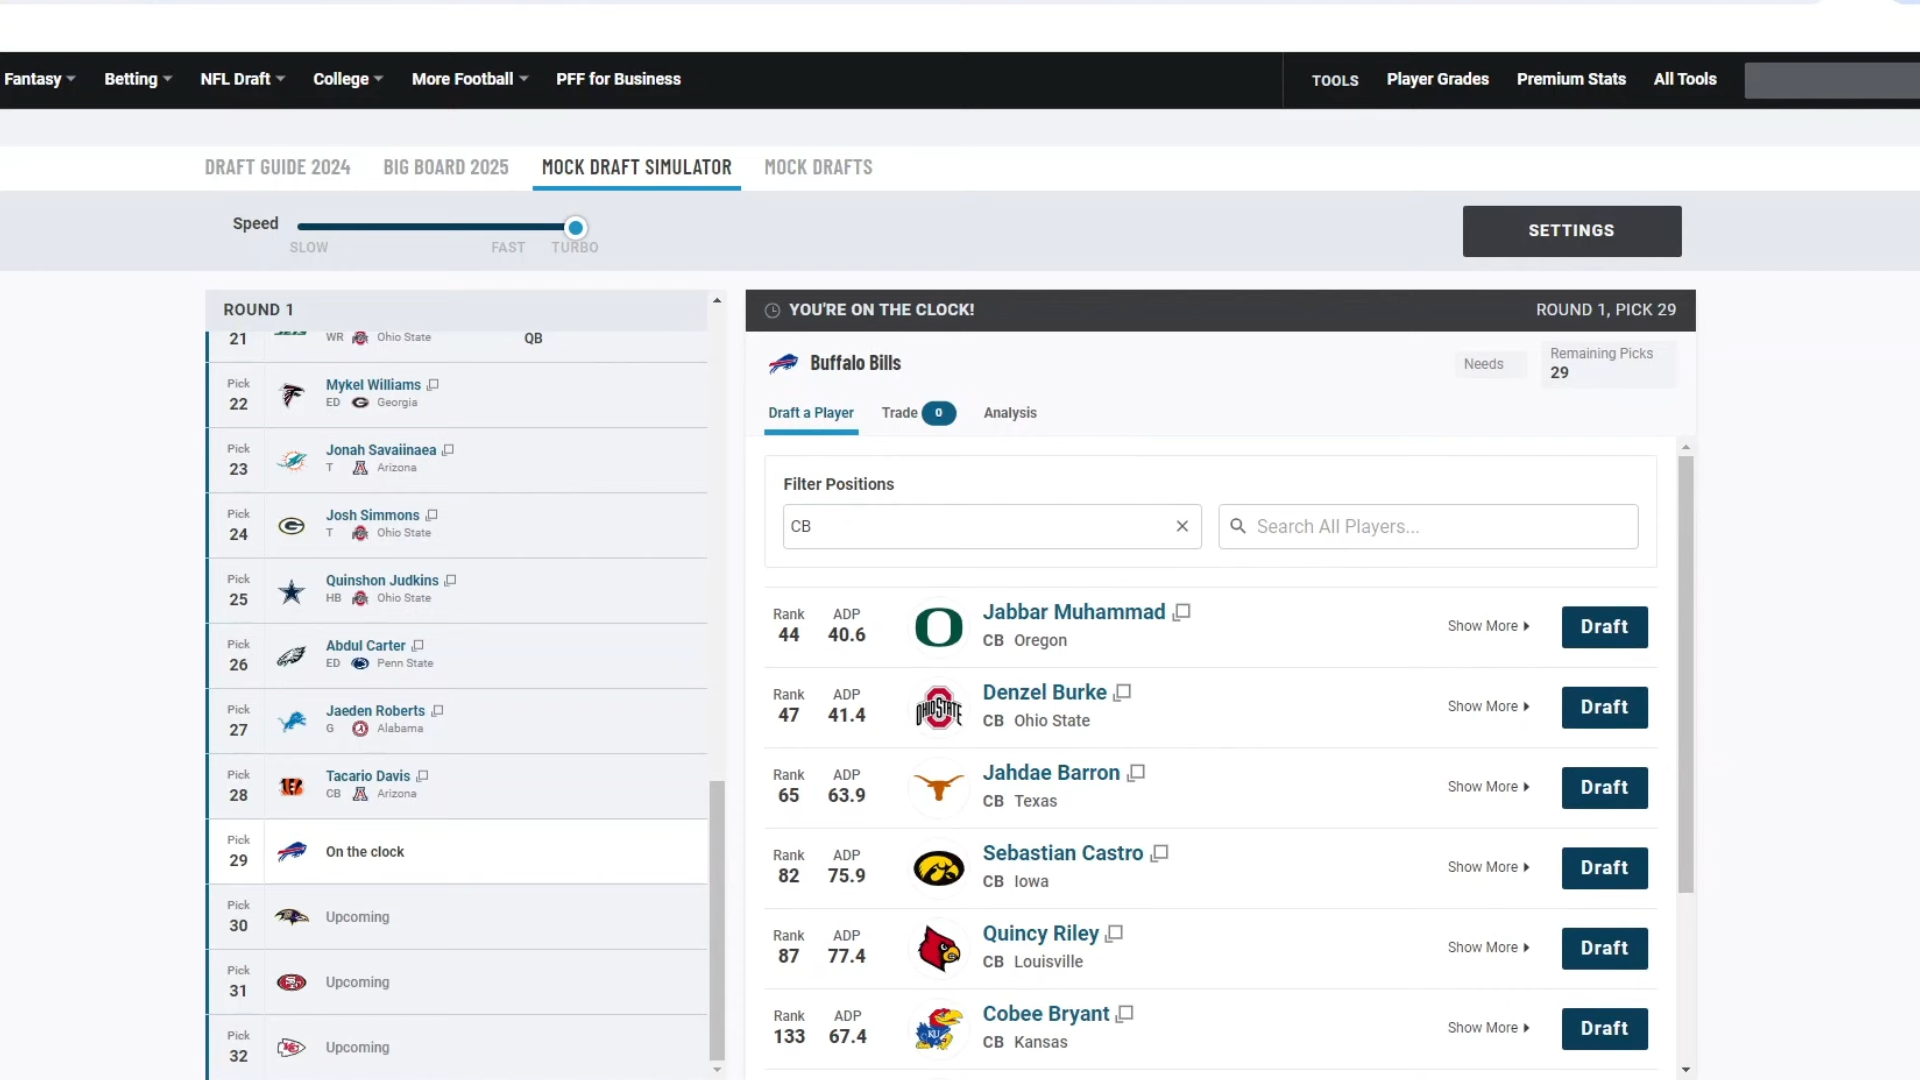 Fantasy Betting NFL Draft College More Football PFF for Business TOOLS Player Grades Premium Stats All Tools
DRAFT GUIDE 2024 BIG BOARD 2025 MOCK DRAFT SIMULATOR MOCK DRAFTS
Speed
SLOW FAST TURBO
SETTINGS
ROUND 1
21 WR Ohio State QB
Pick
22
Mykel Williams
ED Georgia
Pick
23
Jonah Savaiinaea
T Arizona
Pick
24
Josh Simmons
T Ohio State
Pick
25
Quinshon Judkins
HB Ohio State
Pick
26
Abdul Carter
ED Penn State
Pick
27
Jaeden Roberts
G Alabama
Pick
28
Tacario Davis
CB Arizona
Pick
29
On the clock
Pick
30
Upcoming
Pick
31
Upcoming
Pick
32
Upcoming
YOU'RE ON THE CLOCK! ROUND 1, PICK 29
Buffalo Bills
Needs
Remaining Picks
29
Draft a Player Trade 0 Analysis
Filter Positions
CB
Search All Players...
Rank ADP
44 40.6
Jabbar Muhammad
CB Oregon
Show More Draft
Rank ADP
47 41.4
OHIO STATE
Denzel Burke
CB Ohio State
Show More Draft
Rank ADP
65 63.9
Jahdae Barron
CB Texas
Show More Draft
Rank ADP
82 75.9
Sebastian Castro
CB Iowa
Show More Draft
Rank ADP
87 77.4
Quincy Riley
CB Louisville
Show More Draft
Rank ADP
133 67.4
KU
Cobee Bryant
CB Kansas
Show More Draft